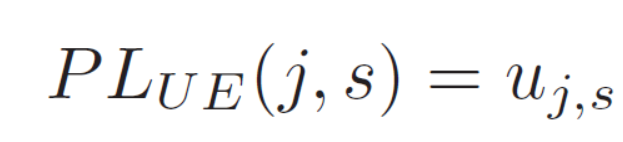 PL_{UE}(j, s) = u_{j,s}